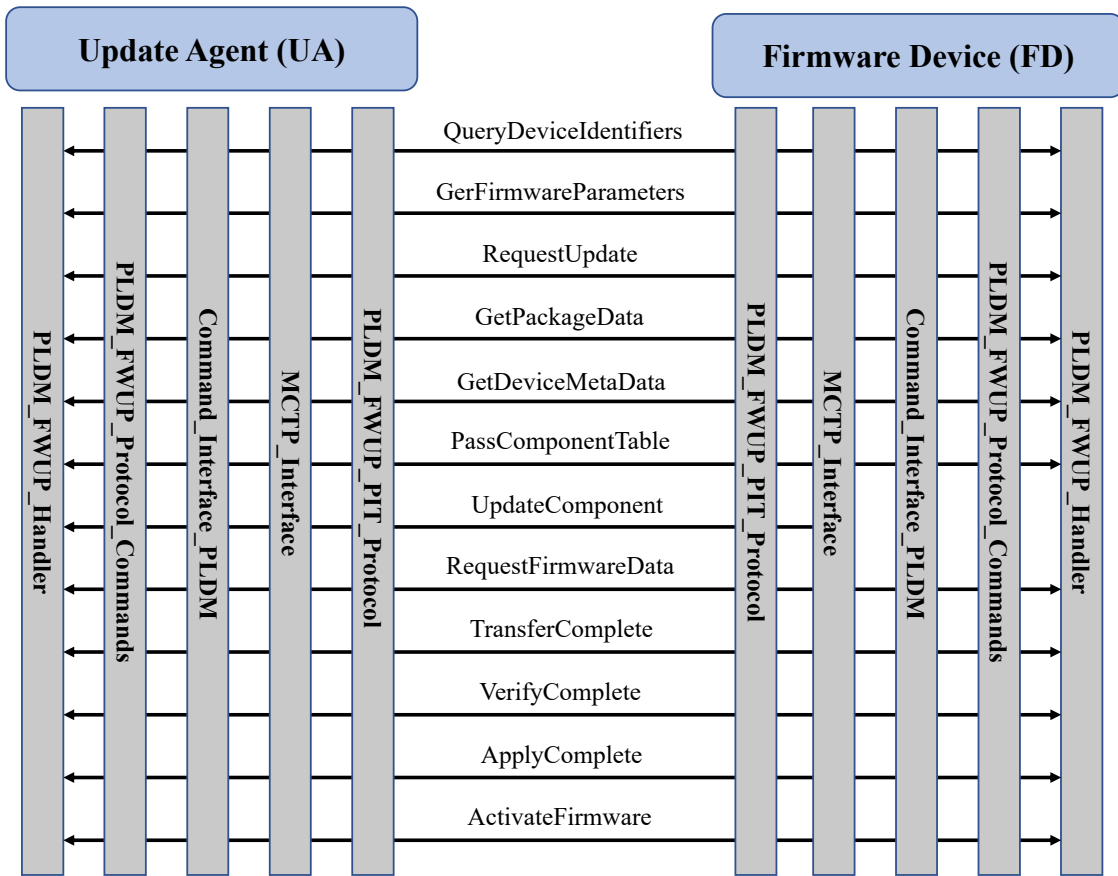 Update Agent (UA)
Firmware Device (FD)
QueryDeviceIdentifiers
GerFirmwareParameters
RequestUpdate
GetPackageData
GetDeviceMetaData
PassComponentTable
UpdateComponent
RequestFirmwareData
TransferComplete
VerifyComplete
ApplyComplete
ActivateFirmware
PLDM_FWUP_Handler
PLDM_FWUP_Protocol_Commands
Command_Interface_PLDM
MCTP_Interface
PLDM_FWUP_PIT_Protocol
PLDM_FWUP_PIT_Protocol
MCTP_Interface
Command_Interface_PLDM
PLDM_FWUP_Protocol_Commands
PLDM_FWUP_Handler